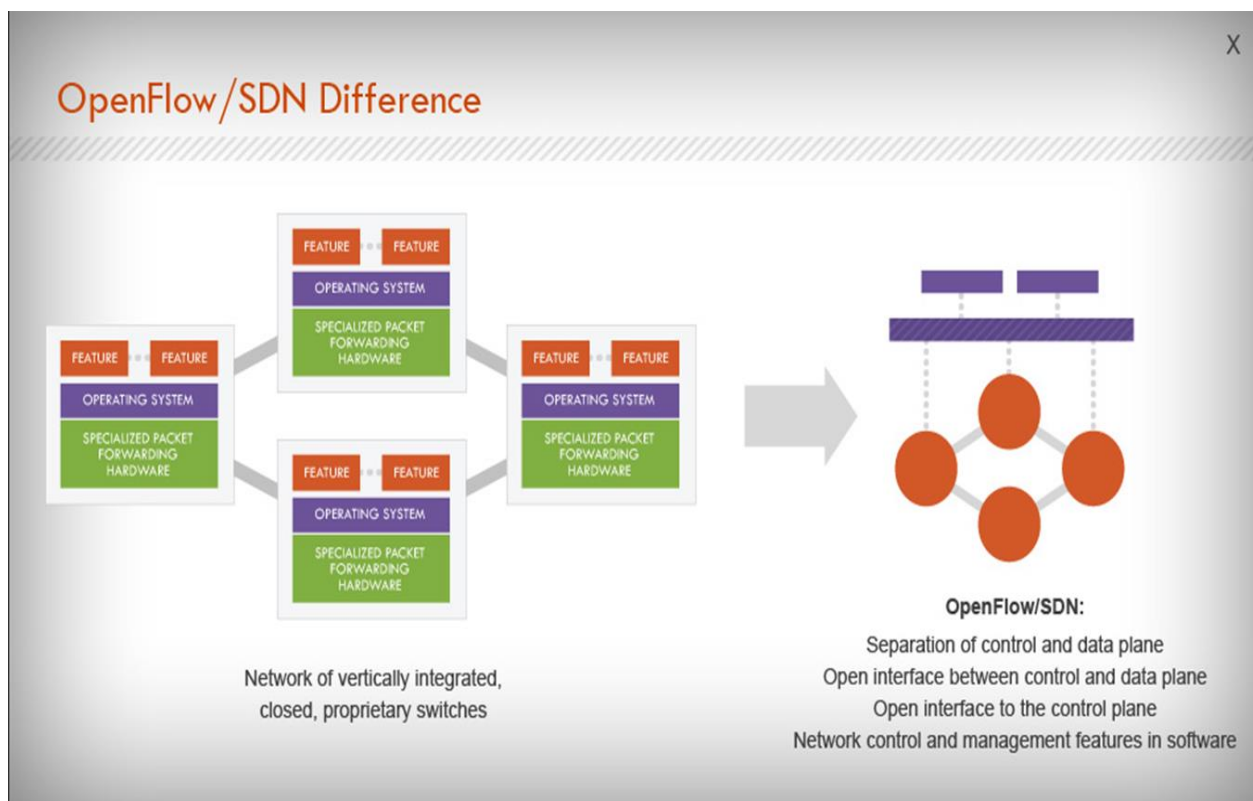 X
OpenFlow/SDN Difference
FEATURE FEATURE
OPERATING SYSTEM
SPECIALIZED PACKET
FORWARDING
HARDWARE
FEATURE FEATURE
OPERATING SYSTEM
SPECIALIZED PACKET
FORWARDING
HARDWARE
FEATURE FEATURE
OPERATING SYSTEM
SPECIALIZED PACKET
FORWARDING
HARDWARE
FEATURE FEATURE
OPERATING SYSTEM
SPECIALIZED PACKET
FORWARDING
HARDWARE
Network of vertically integrated,
closed, proprietary switches
OpenFlow/SDN:
Separation of control and data plane
Open interface between control and data plane
Open interface to the control plane
Network control and management features in software